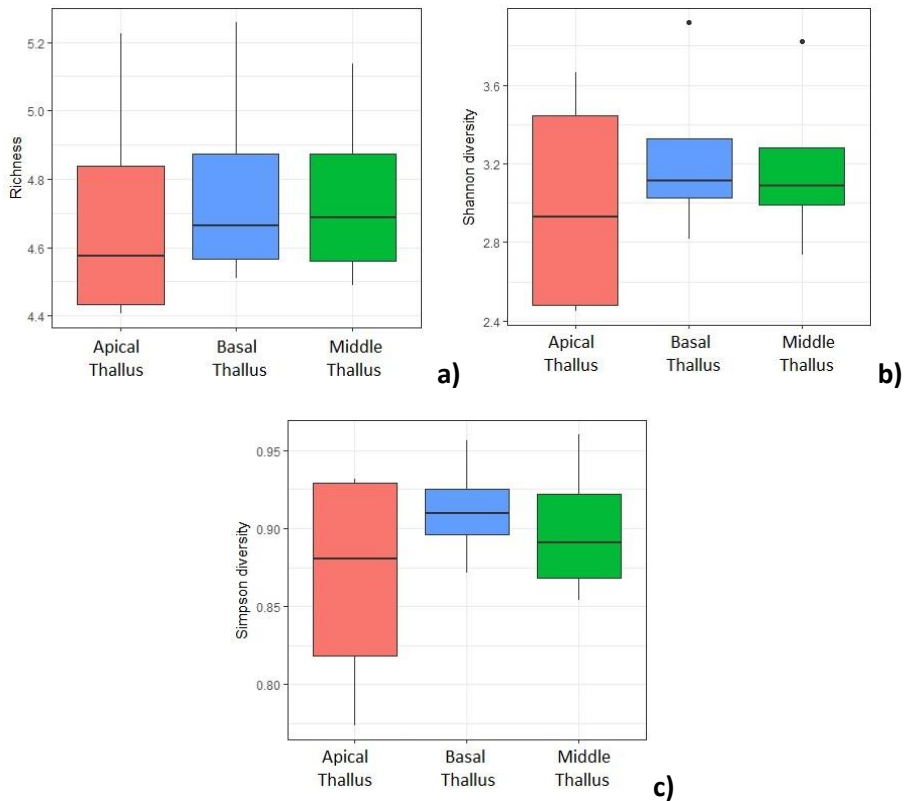 Richness
5.2
5.0
4.8
4.6
4.4
Apical Basal Middle
Thallus Thallus Thallus
a)
Shannon diversity
3.6
3.2
2.8
2.4
Apical Basal Middle
Thallus Thallus Thallus
b)
Simpson diversity
0.95
0.90
0.85
0.80
Apical Basal Middle
Thallus Thallus Thallus
c)